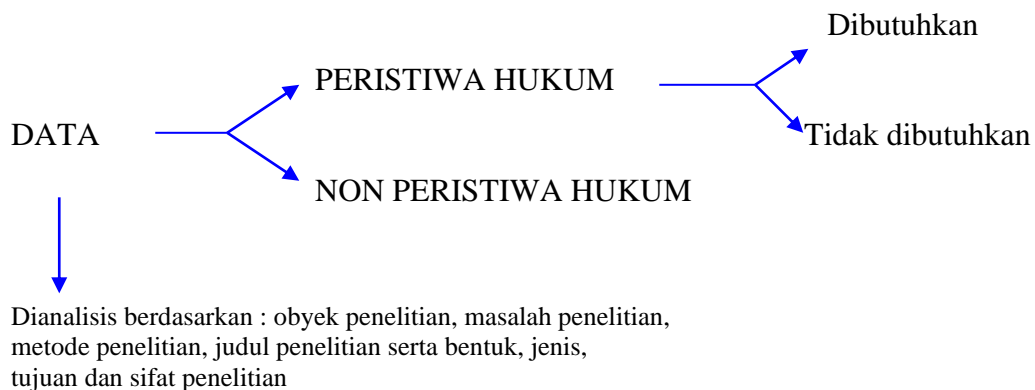 Dibutuhkan
PERISTIWA HUKUM
DATA
Tidak dibutuhkan
NON PERISTIWA HUKUM
Dianalisis berdasarkan : obyek penelitian, masalah penelitian,
metode penelitian, judul penelitian serta bentuk, jenis,
tujuan dan sifat penelitian